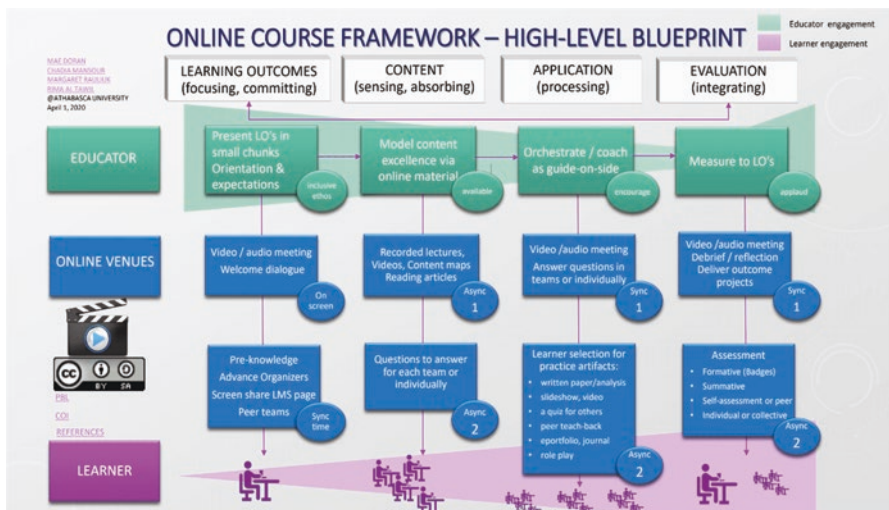 ONLINE COURSE FRAMEWORK – HIGH-LEVEL BLUEPRINT
Educator engagement
Learner engagement
MAE DORAN
CHADIA MANSOUR
MARGARET RAULIUK
RIMA AL TAWIL
@ATHABASCA UNIVERSITY
April 1, 2020
LEARNING OUTCOMES
(focusing, committing)
CONTENT
(sensing, absorbing)
APPLICATION
(processing)
EVALUATION
(integrating)
EDUCATOR
Present LO's in
small chunks
Orientation &
expectations
inclusive
ethos
Model content
excellence via
online material
available
Orchestrate / coach
as guide-on-side
encourage
Measure to LO's
applaud
ONLINE VENUES
Video / audio meeting
Welcome dialogue
On
screen
Recorded lectures,
Videos, Content maps
Reading articles
Async
1
Video /audio meeting
Answer questions in
teams or individually
Sync
1
Video /audio meeting
Debrief / reflection
Deliver outcome
projects
Sync
1
cc
BY SA
PBL
COI
REFERENCES
Pre-knowledge
Advance Organizers
Screen share LMS page
Peer teams
Sync
time
Questions to answer
for each team or
individually
Async
2
Learner selection for
practice artifacts:
• written paper/analysis
• slideshow, video
• a quiz for others
• peer teach-back
• eportfolio, journal
• role play
Async
2
Assessment
• Formative (Badges)
• Summative
• Self-assessment or peer
• Individual or collective
Async
2
LEARNER